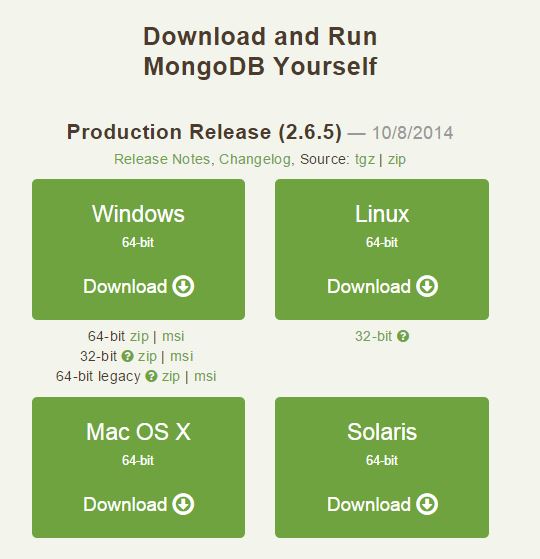 Download and Run
MongoDB Yourself
Production Release (2.6.5) — 10/8/2014
Release Notes, Changelog, Source: tgz | zip
Windows
64-bit
Download
64-bit zip | msi
32-bit ? zip | msi
64-bit legacy ? zip | msi
Linux
64-bit
Download
32-bit ?
Mac OS X
64-bit
Download
Solaris
64-bit
Download